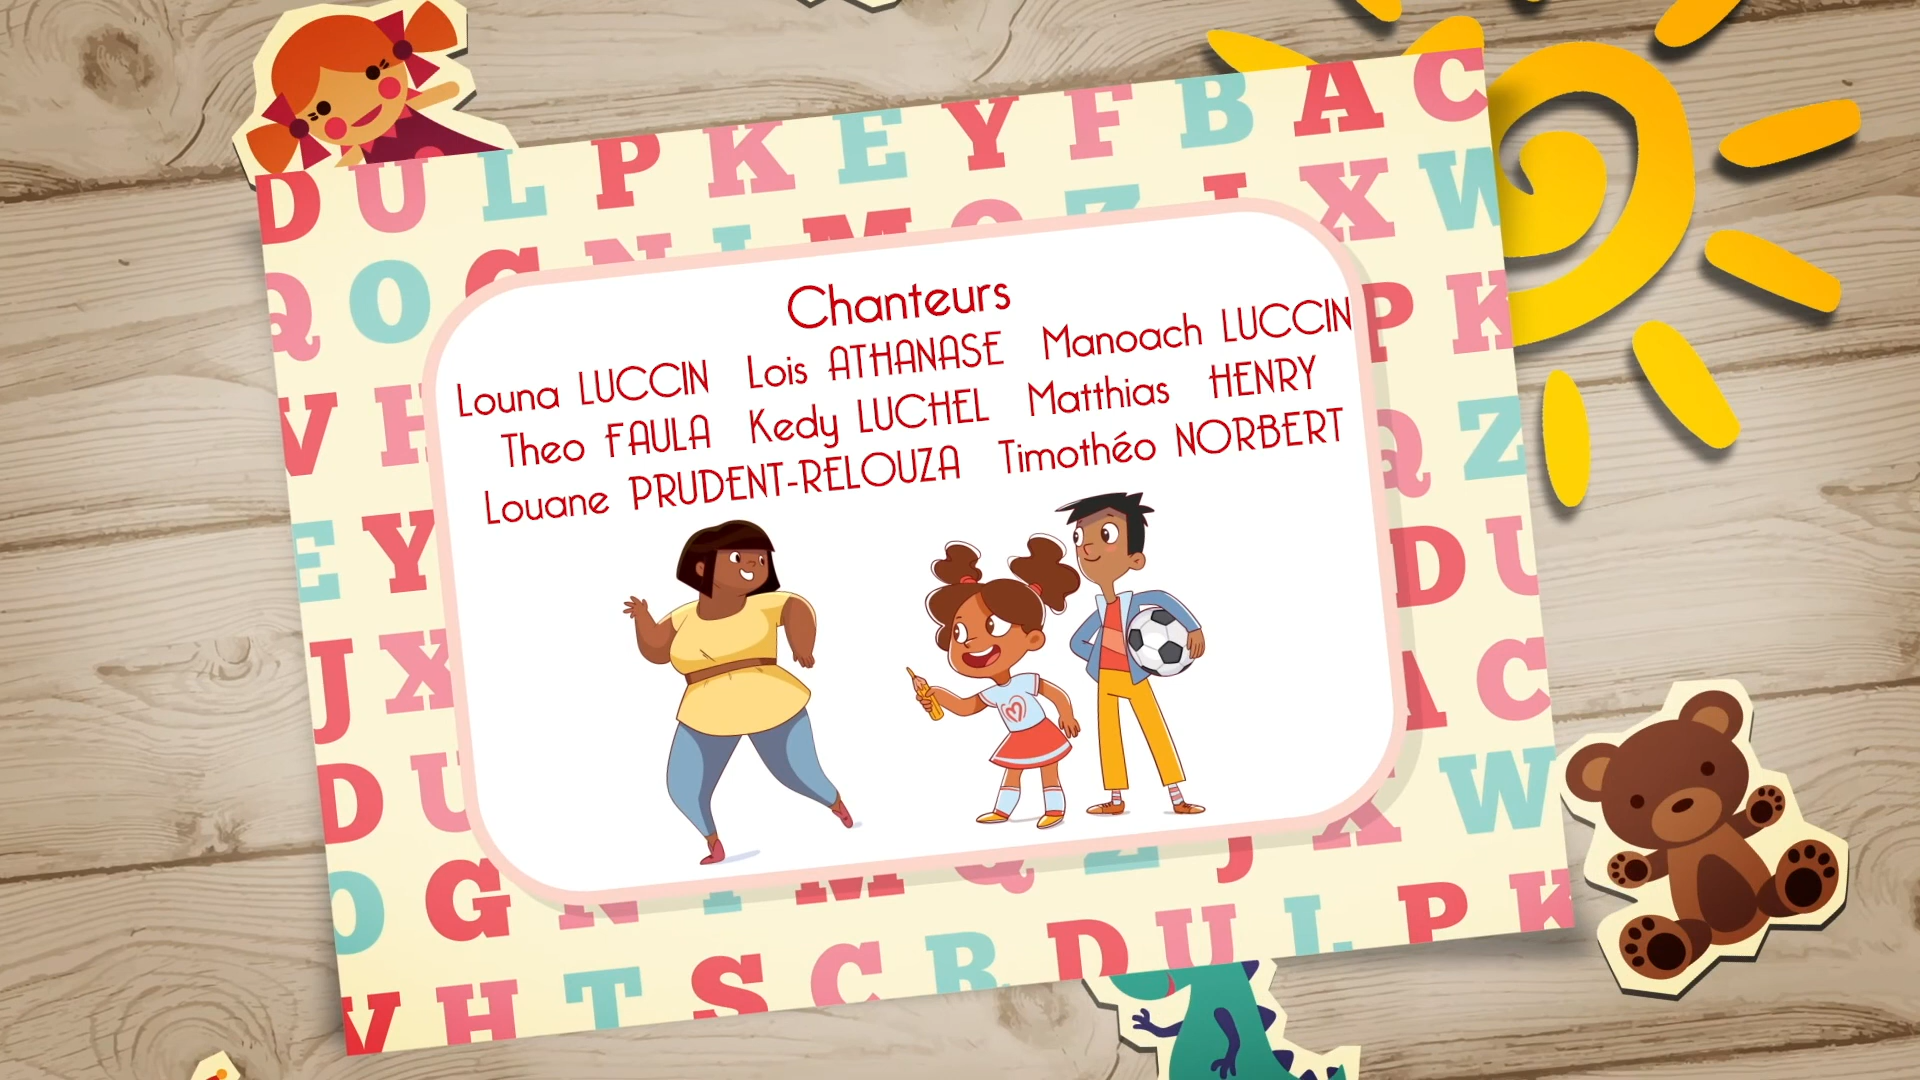 Chanteurs
Louna LUCCIN Lois ATHANASE Manoach LUCCIN
Theo FAULA Kedy LUCHEL Matthias HENRY
Louane PRUDENT-RELOUZA Timothéo NORBERT